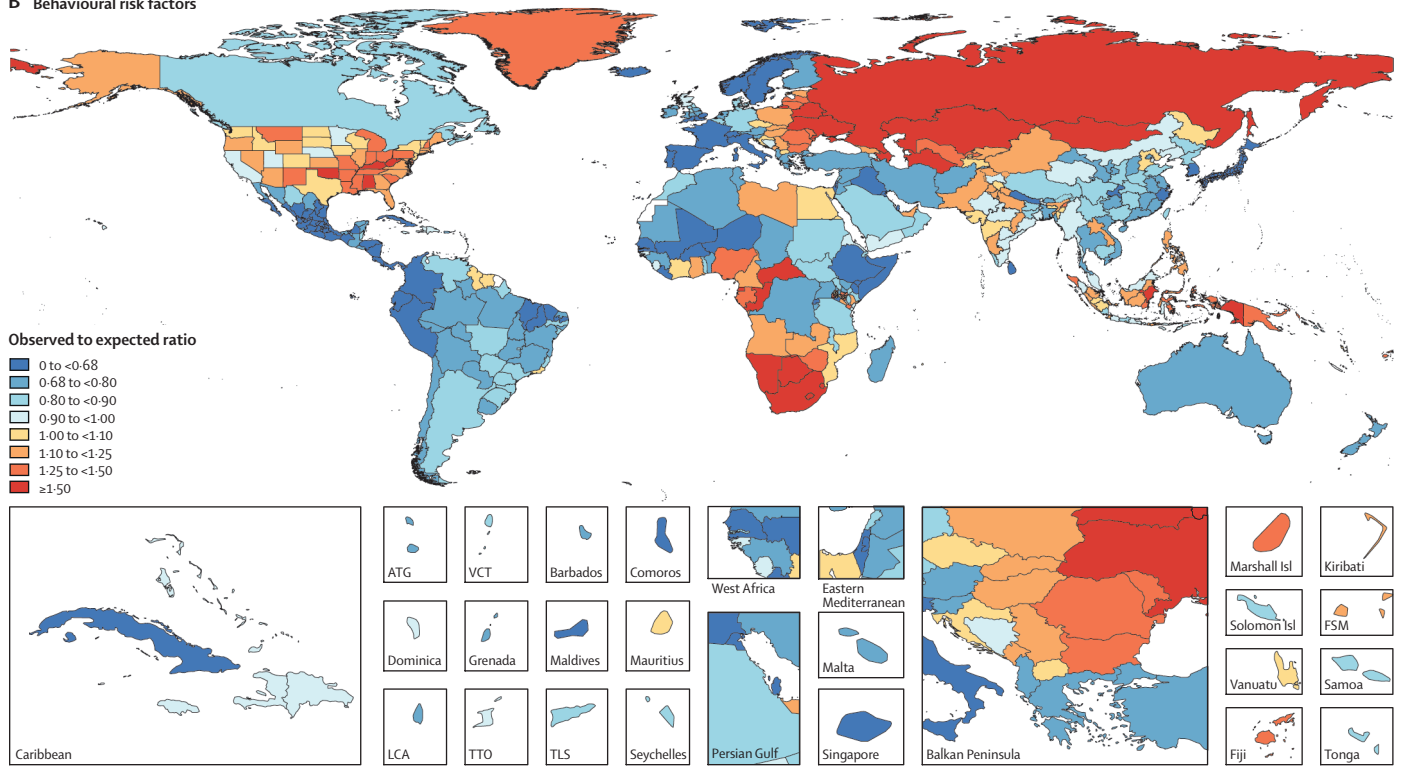 B Behavioural risk factors
Observed to expected ratio
0 to <0·68
0·68 to <0·80
0·80 to <0·90
0·90 to <1·00
1·00 to <1·10
1·10 to <1·25
1·25 to <1·50
≥1·50
Caribbean
ATG
VCT
Barbados
Comoros
Dominica
Grenada
Maldives
Mauritius
LCA
TTO
TLS
Seychelles
West Africa
Eastern
Mediterranean
Persian Gulf
Malta
Singapore
Balkan Peninsula
Marshall Isl
Kiribati
Solomon Isl
FSM
Vanuatu
Samoa
Fiji
Tonga